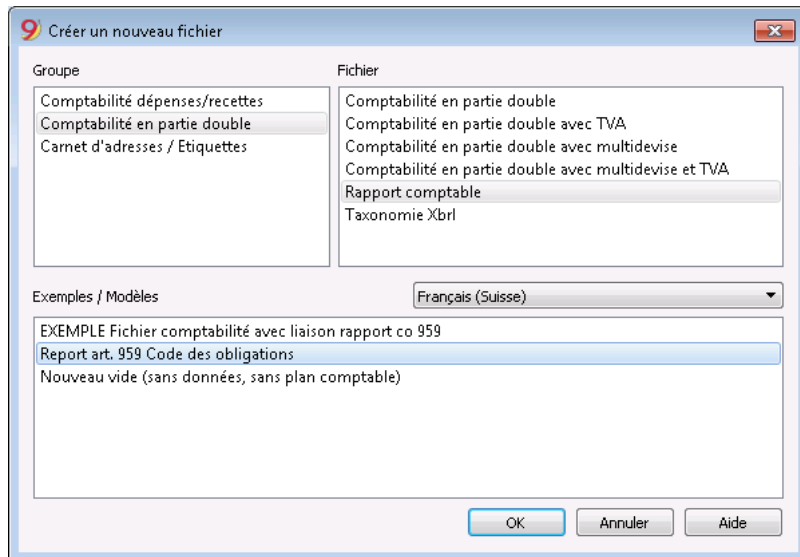 9 Créer un nouveau fichier
Groupe
Fichier
Comptabilité dépenses/recettes
Comptabilité en partie double
Carnet d'adresses / Etiquettes
Comptabilité en partie double
Comptabilité en partie double avec TVA
Comptabilité en partie double avec multidevise
Comptabilité en partie double avec multidevise et TVA
Rapport comptable
Taxonomie Xbrl
Exemples / Modèles
Français (Suisse)
EXEMPLE Fichier comptabilité avec liaison rapport co 959
Report art. 959 Code des obligations
Nouveau vide (sans données, sans plan comptable)
OK
Annuler
Aide